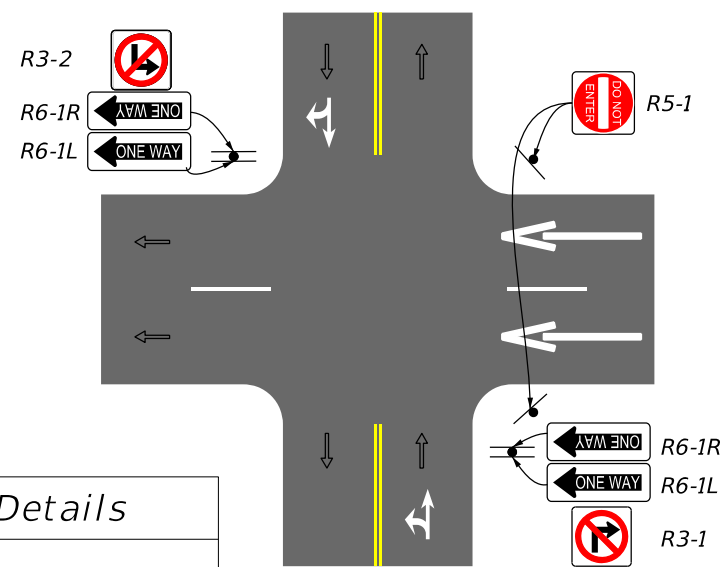 R3-2
R6-1R
ONE WAY
R6-1L
ONE WAY
DO NOT
ENTER
R5-1
ONE WAY
R6-1R
ONE WAY
R6-1L
R3-1
Details